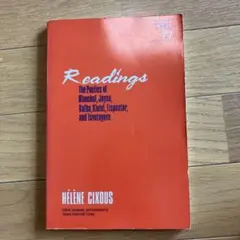 Readings
The Poetics of
Blanchot, Joyce,
Kafka, Kleist, Lispector,
and Tsvetayeva
HÉLÈNE CIXOUS